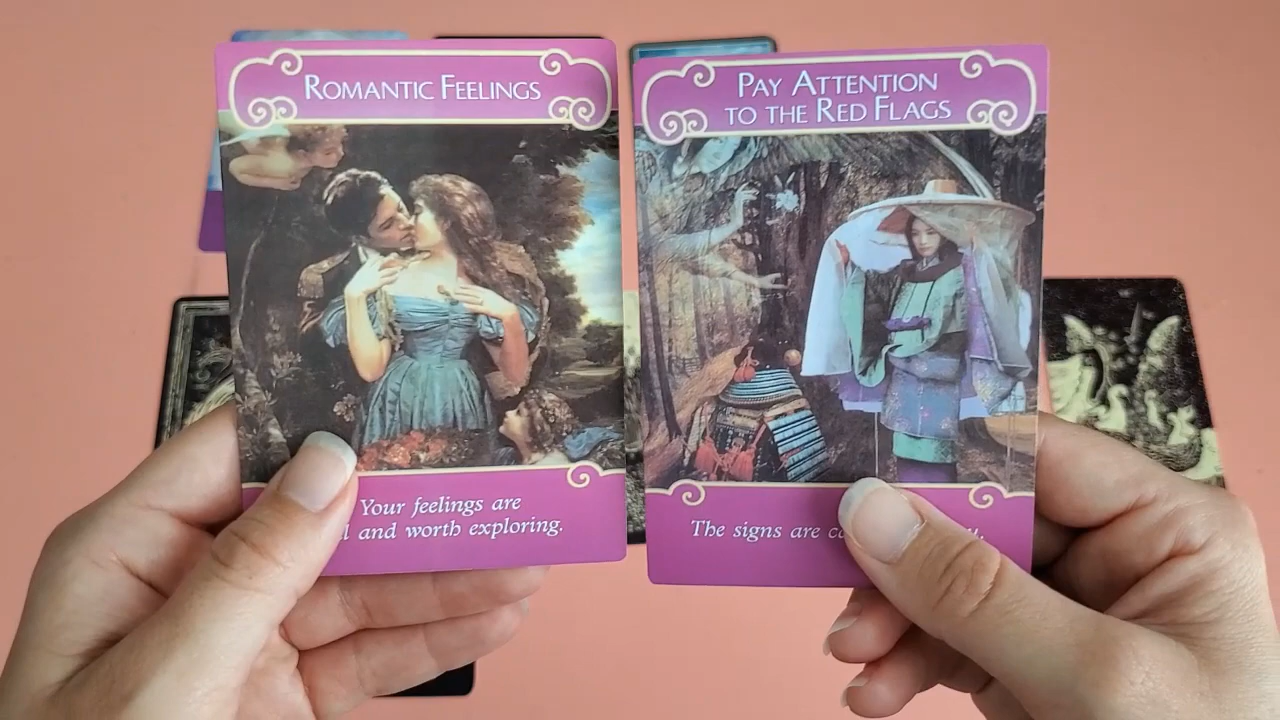 ROMANTIC FEELINGS
Your feelings are
and worth exploring.
PAY ATTENTION
TO THE RED FLAGS
The signs are